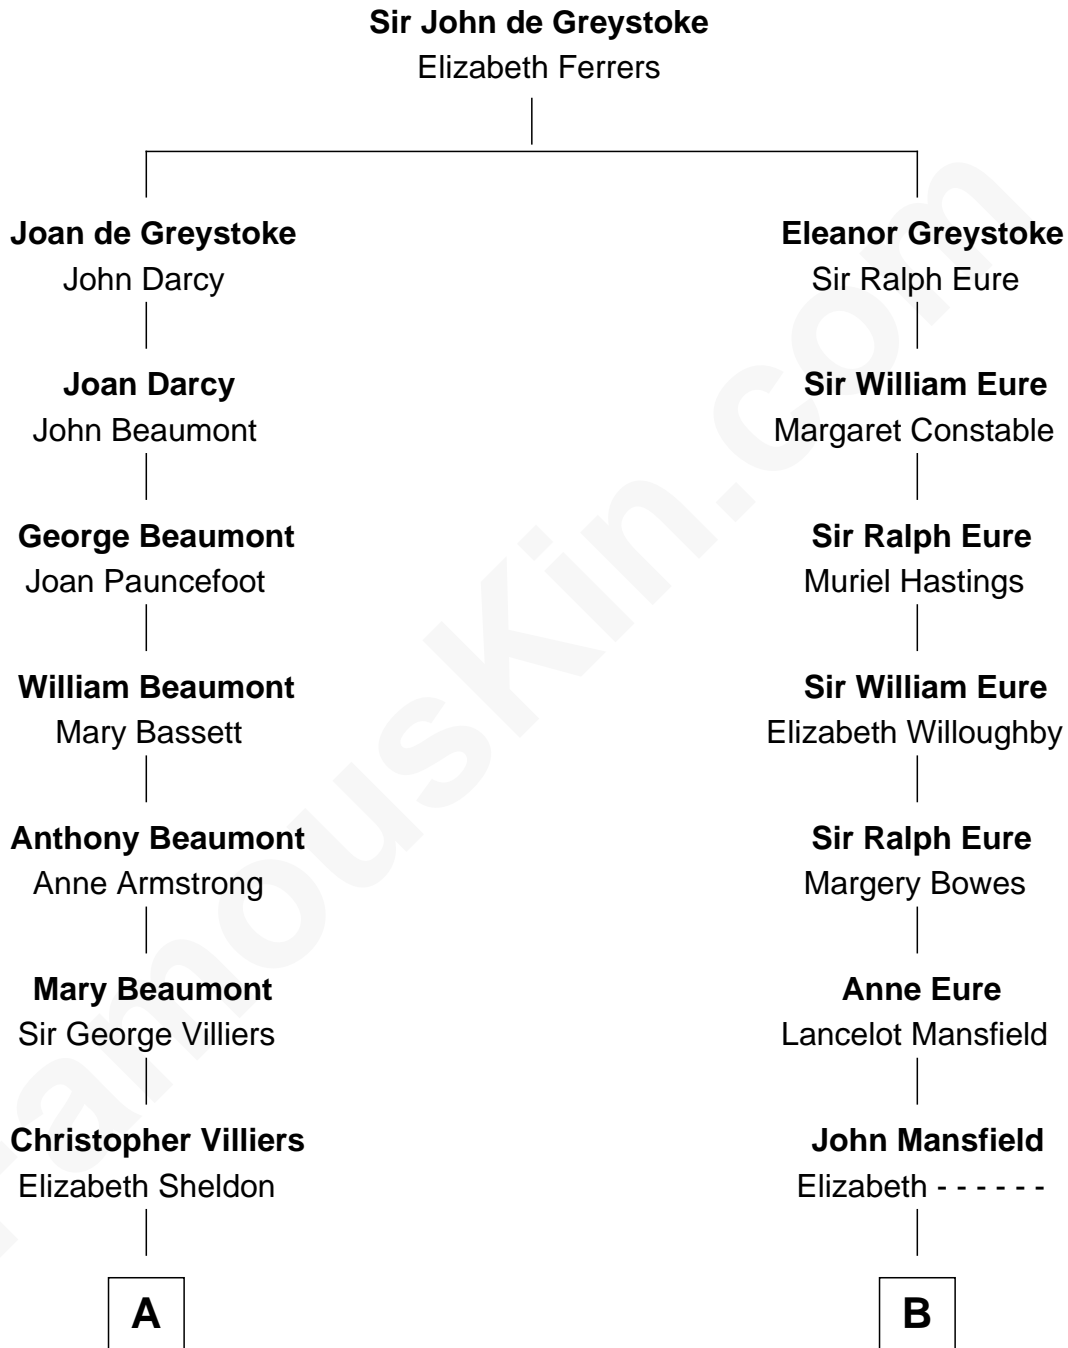 Sir John de Greystoke
Elizabeth Ferrers
Joan de Greystoke
John Darcy
Eleanor Greystoke
Sir Ralph Eure
Joan Darcy
John Beaumont
Sir William Eure
Margaret Constable
George Beaumont
Joan Pauncefoot
Sir Ralph Eure
Muriel Hastings
William Beaumont
Mary Bassett
Sir William Eure
Elizabeth Willoughby
Anthony Beaumont
Anne Armstrong
Sir Ralph Eure
Margery Bowes
Mary Beaumont
Sir George Villiers
Anne Eure
Lancelot Mansfield
Christopher Villiers
Elizabeth Sheldon
John Mansfield
Elizabeth - - - - - -
A
B
FamousKin.com